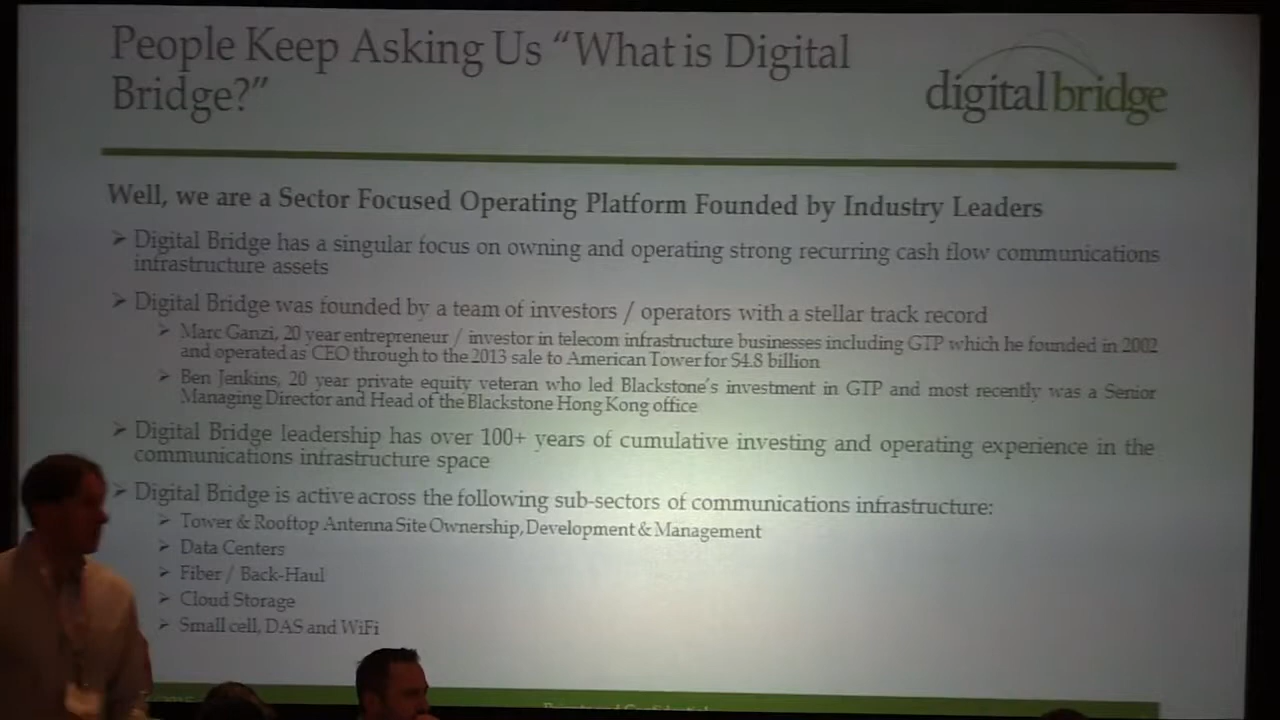 People Keep Asking Us “What is Digital
Bridge?”
digitalbridge
Well, we are a Sector Focused Operating Platform Founded by Industry Leaders
➢ Digital Bridge has a singular focus on owning and operating strong recurring cash flow communications
infrastructure assets
➢ Digital Bridge was founded by a team of investors / operators with a stellar track record
➢ Marc Ganzi, 20 year entrepreneur / investor in telecom infrastructure businesses including GTP which he founded in 2002
and operated as CEO through to the 2013 sale to American Tower for $4.8 billion
➢ Ben Jenkins, 20 year private equity veteran who led Blackstone’s investment in GTP and most recently was a Senior
Managing Director and Head of the Blackstone Hong Kong office
➢ Digital Bridge leadership has over 100+ years of cumulative investing and operating experience in the
communications infrastructure space
➢ Digital Bridge is active across the following sub-sectors of communications infrastructure:
➢ Tower & Rooftop Antenna Site Ownership, Development & Management
➢ Data Centers
➢ Fiber / Back-Haul
➢ Cloud Storage
➢ Small cell, DAS and WiFi